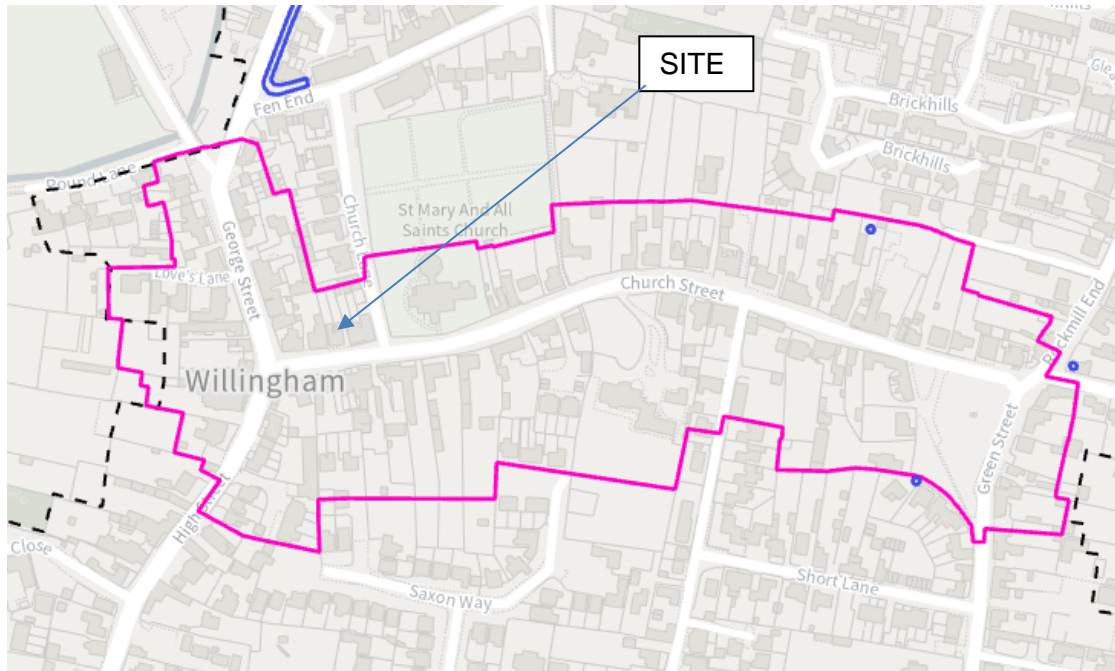 SITE
Fen End
Brickhills
Brickhills
Church Lane
St Mary And All
Saints Church
George Street
Love's Lane
Church Street
Rockmill End
Willingham
Green Street
High Street
Close
Saxon Way
Short Lane